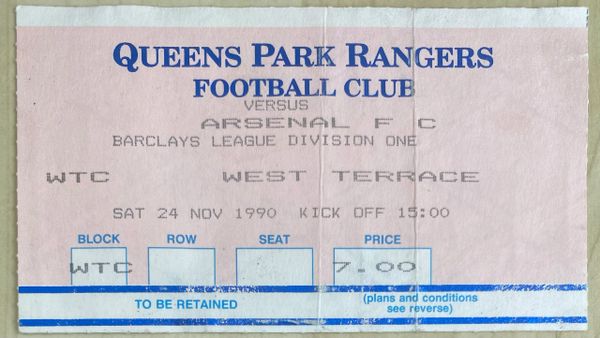 QUEENS PARK RANGERS
FOOTBALL CLUB
VERSUS
ARSENAL F C
BARCLAYS LEAGUE DIVISION ONE
WTC WEST TERRACE
SAT 24 NOV 1990 KICK OFF 15:00
BLOCK ROW SEAT PRICE
WTC 7.00
TO BE RETAINED (plans and conditions
see reverse)